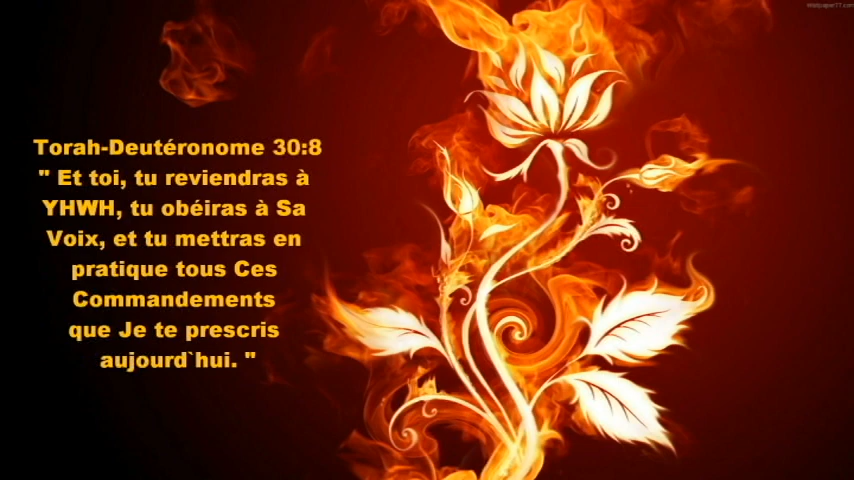 Torah-Deutéronome 30:8
" Et toi, tu reviendras à
YHWH, tu obéiras à Sa
Voix, et tu mettras en
pratique tous Ces
Commandements
que Je te prescris
aujourd`hui. "